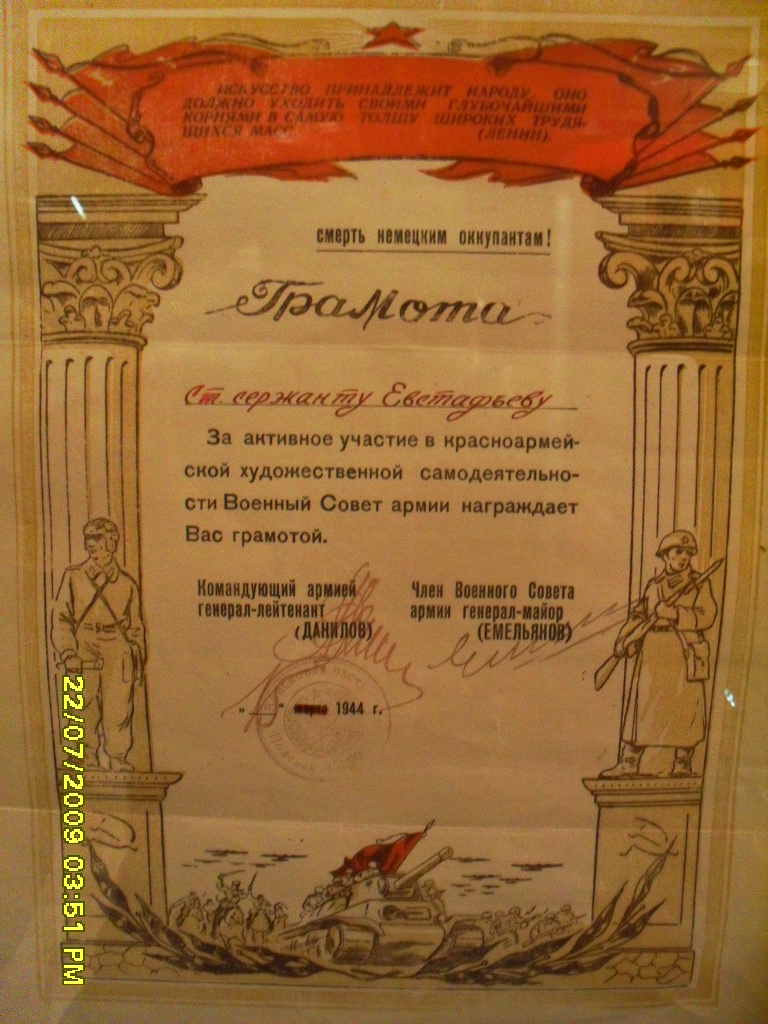 ИСКУССТВО ПРИНАДЛЕЖИТ НАРОДУ. ОНО
ДОЛЖНО УХОДИТЬ СВОИМИ ГЛУБОЧАЙШИМИ
КОРНЯМИ В САМУЮ ТОЛЩУ ШИРОКИХ ТРУДЯ-
ЩИХСЯ МАСС.
(ЛЕНИН).
смерть немецким оккупантам!
Грамота
Ст. сержанту Евстафьеву
За активное участие в красноармей-
ской художественной самодеятельно-
сти Военный Совет армии награждает
Вас грамотой.
Командующий армией
генерал-лейтенант
(ДАНИЛОВ)
Член Военного Совета
армии генерал-майор
(ЕМЕЛЬЯНОВ)
марта 1944 г.
22/07/2009 03:51 PM